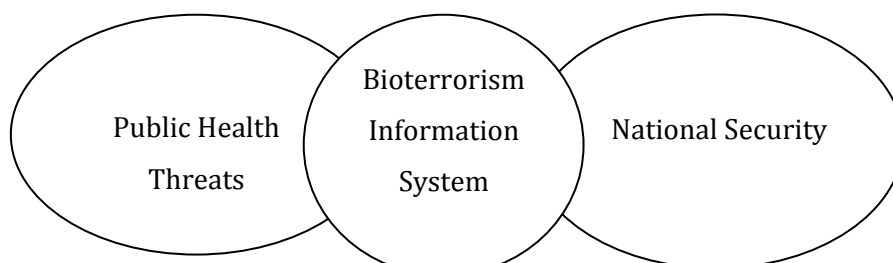 Public Health
Threats
Bioterrorism
Information
System
National Security